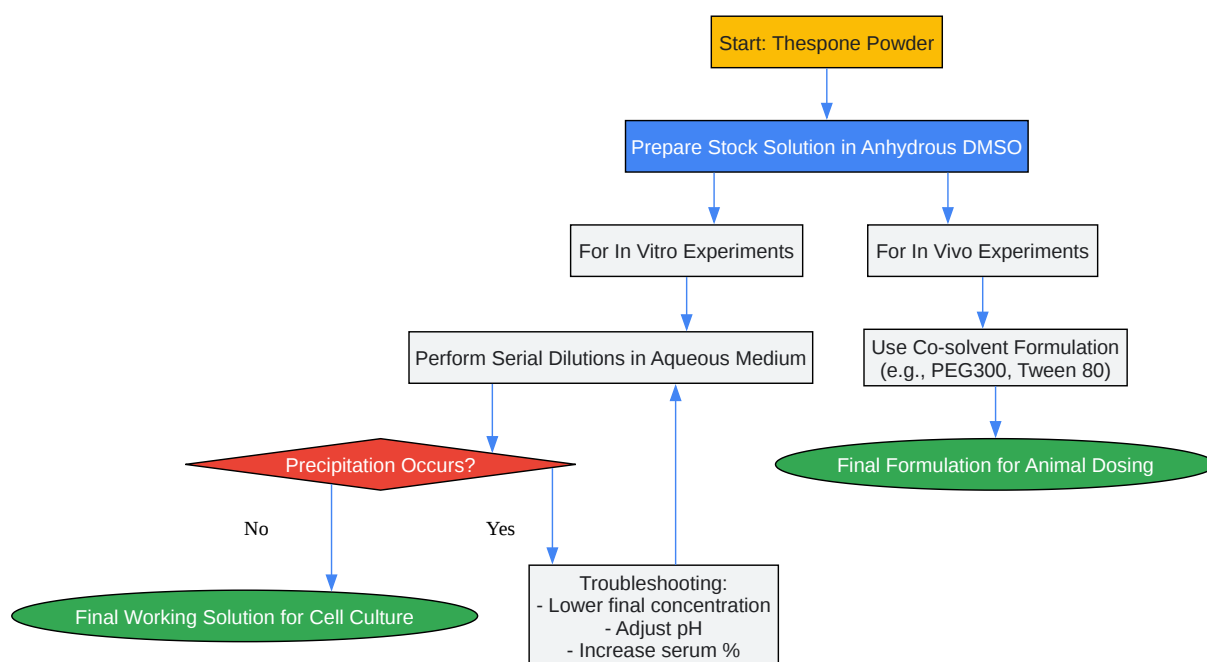 Start: Thespone Powder
Prepare Stock Solution in Anhydrous DMSO
For In Vitro Experiments
For In Vivo Experiments
Perform Serial Dilutions in Aqueous Medium
Use Co-solvent Formulation
(e.g., PEG300, Tween 80)
Precipitation Occurs?
Final Formulation for Animal Dosing
No
Yes
Final Working Solution for Cell Culture
Troubleshooting:
- Lower final concentration
- Adjust pH
- Increase serum %